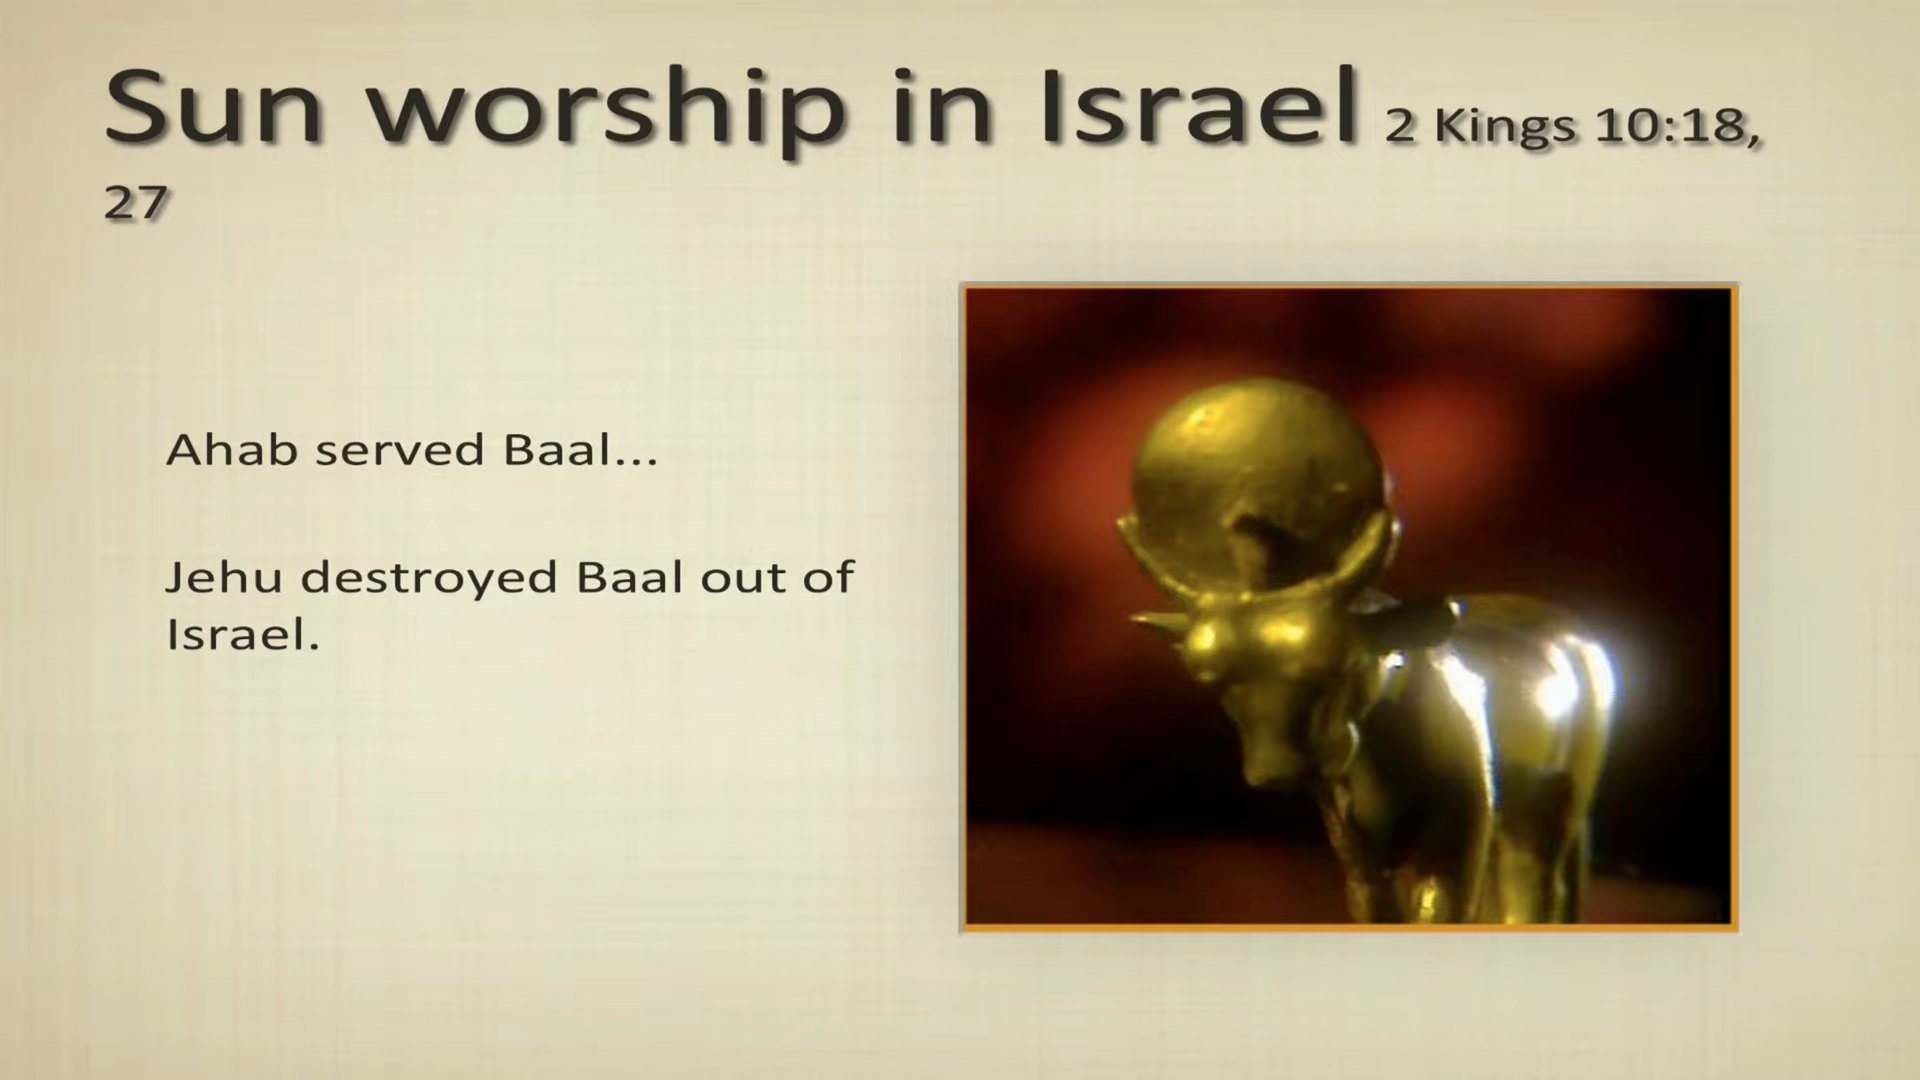 Sun worship in Israel 2 Kings 10:18,
27
Ahab served Baal...
Jehu destroyed Baal out of
Israel.